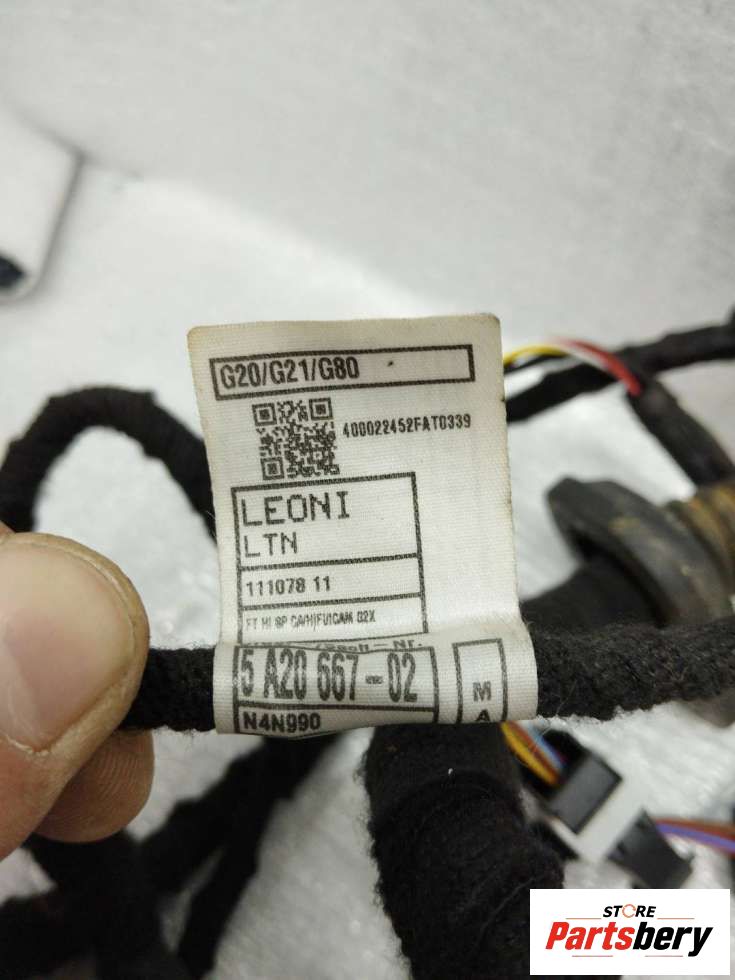 G20/G21/G80
400022452FAT0339
LEONI
LTN
111078 11
5 A20 667-02
N4N990
M
A
STORE
Partsbery